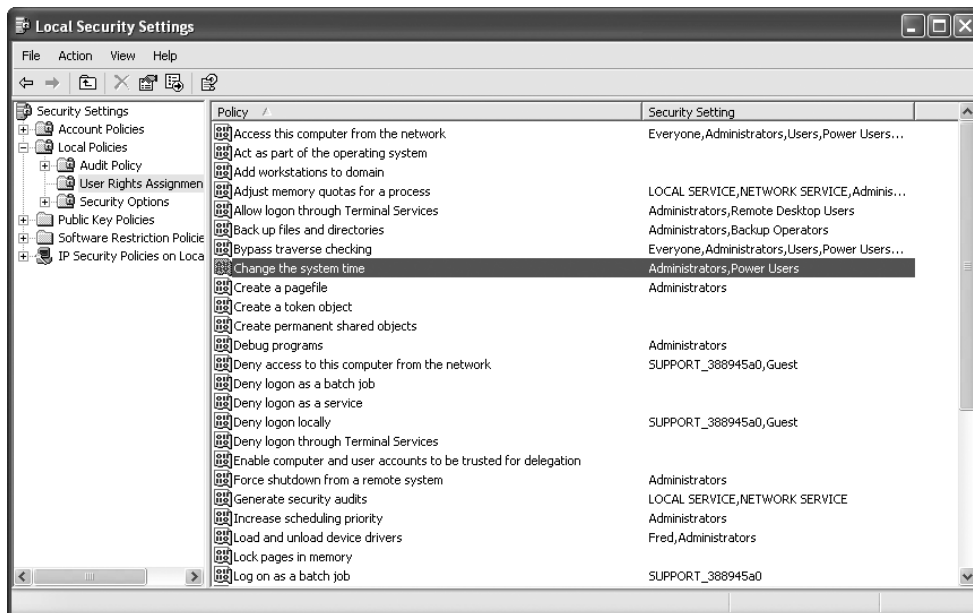 Local Security Settings
File Action View Help
Security Settings
Account Policies
Local Policies
Audit Policy
User Rights Assignmen
Security Options
Public Key Policies
Software Restriction Policie
IP Security Policies on Loca
Policy Security Setting
Access this computer from the network Everyone,Administrators,Users,Power Users...
Act as part of the operating system
Add workstations to domain
Adjust memory quotas for a process LOCAL SERVICE,NETWORK SERVICE,Adminis...
Allow logon through Terminal Services Administrators,Remote Desktop Users
Back up files and directories Administrators,Backup Operators
Bypass traverse checking Everyone,Administrators,Users,Power Users...
Change the system time Administrators,Power Users
Create a pagefile Administrators
Create a token object
Create permanent shared objects
Debug programs Administrators
Deny access to this computer from the network SUPPORT_388945a0,Guest
Deny logon as a batch job
Deny logon as a service
Deny logon locally SUPPORT_388945a0,Guest
Deny logon through Terminal Services
Enable computer and user accounts to be trusted for delegation
Force shutdown from a remote system Administrators
Generate security audits LOCAL SERVICE,NETWORK SERVICE
Increase scheduling priority Administrators
Load and unload device drivers Fred,Administrators
Lock pages in memory
Log on as a batch job SUPPORT_388945a0